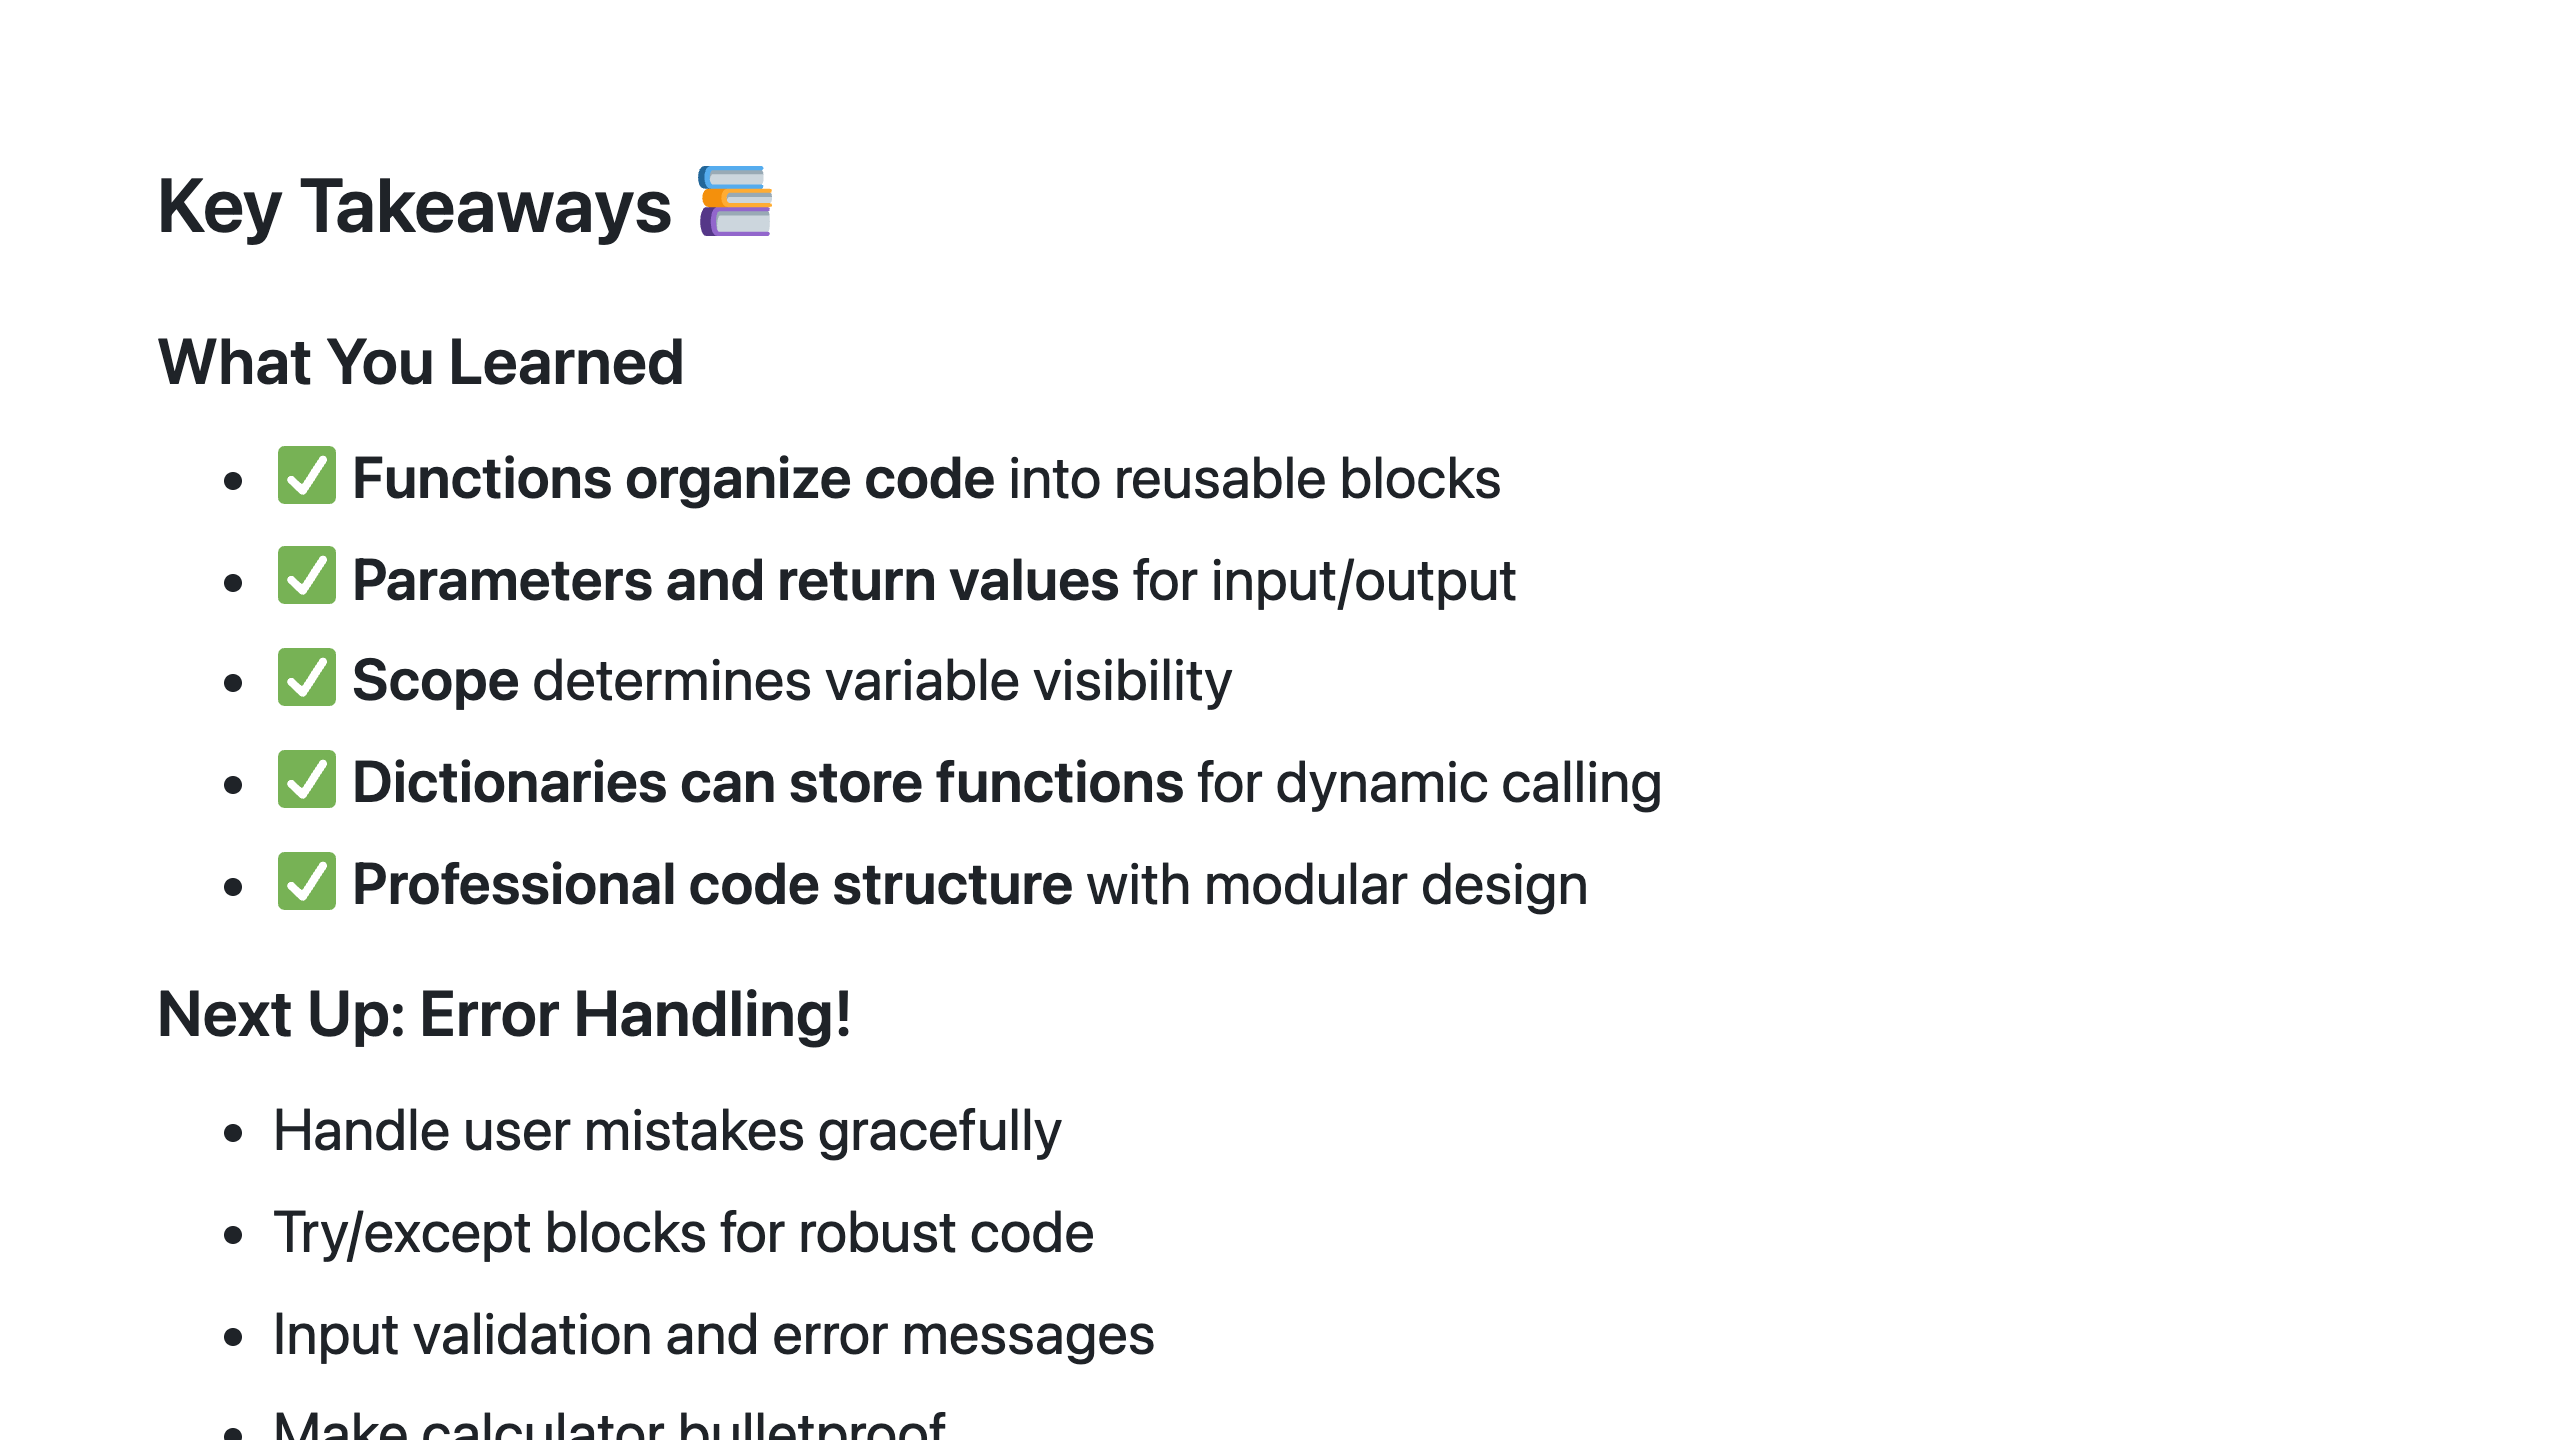 Key Takeaways 📚
What You Learned
• ✅ Functions organize code into reusable blocks
• ✅ Parameters and return values for input/output
• ✅ Scope determines variable visibility
• ✅ Dictionaries can store functions for dynamic calling
• ✅ Professional code structure with modular design
Next Up: Error Handling!
• Handle user mistakes gracefully
• Try/except blocks for robust code
• Input validation and error messages
• Make calculator bulletproof